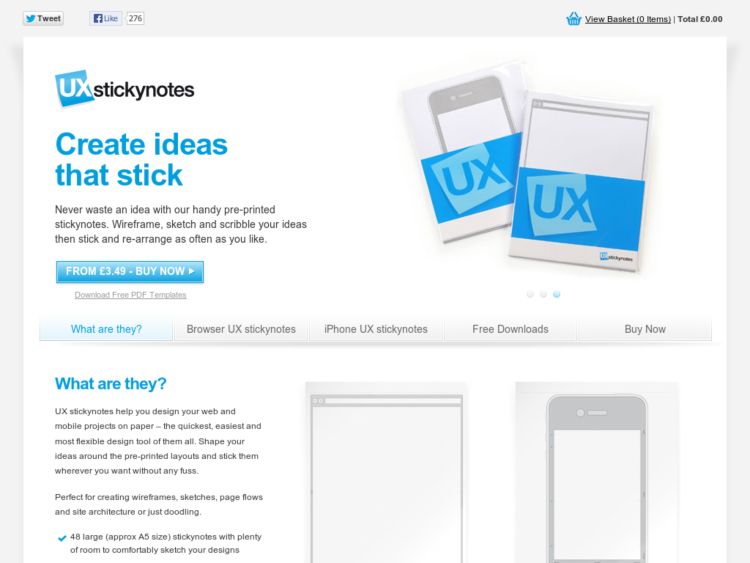 Tweet
Like 276
View Basket (0 Items) | Total £0.00
UXstickynotes
Create ideas
that stick
Never waste an idea with our handy pre-printed
stickynotes. Wireframe, sketch and scribble your ideas
then stick and re-arrange as often as you like.
FROM £3.49 - BUY NOW
Download Free PDF Templates
UX
UX
UXstickynotes
What are they?
Browser UX stickynotes
iPhone UX stickynotes
Free Downloads
Buy Now
What are they?
UX stickynotes help you design your web and
mobile projects on paper – the quickest, easiest and
most flexible design tool of them all. Shape your
ideas around the pre-printed layouts and stick them
wherever you want without any fuss.
Perfect for creating wireframes, sketches, page flows
and site architecture or just doodling.
48 large (approx A5 size) stickynotes with plenty
of room to comfortably sketch your designs